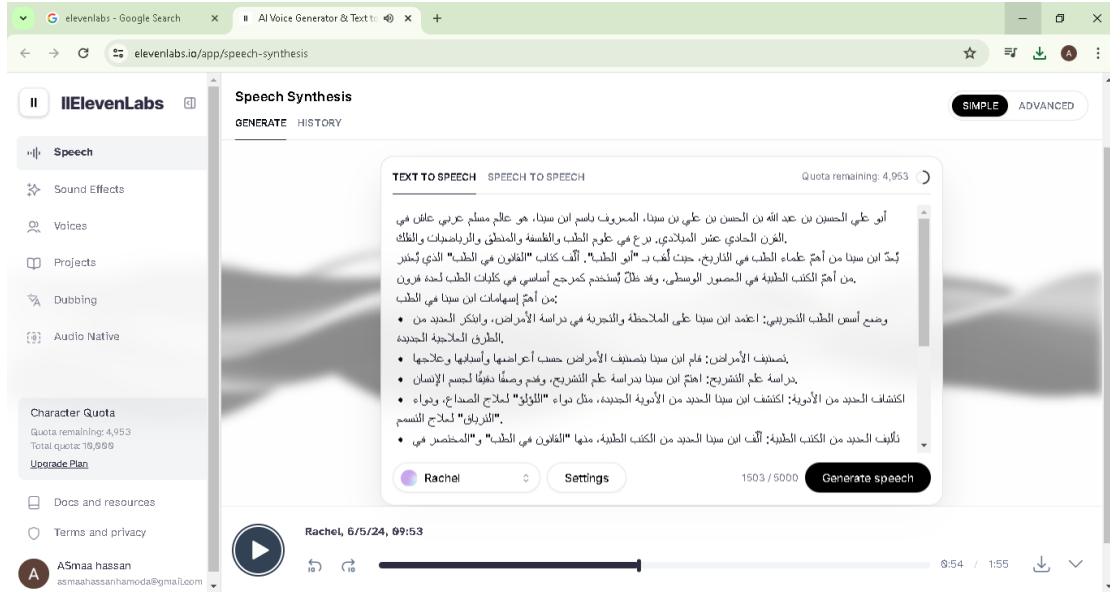 elevenlabs - Google Search
AI Voice Generator & Text to
elevenlabs.io/app/speech-synthesis
A
IIElevenLabs
Speech
Sound Effects
Voices
Projects
Dubbing
Audio Native
Character Quota
Quota remaining: 4,953
Total quota: 10,000
Upgrade Plan
Docs and resources
Terms and privacy
A
ASmaa hassan
asmaahassanhamoda@gmail.com
Speech Synthesis
SIMPLE ADVANCED
GENERATE HISTORY
TEXT TO SPEECH SPEECH TO SPEECH
Quota remaining: 4,953
أبو علي الحسين بن عبد الله بن الحسن بن علي بن سينا، المعروف باسم ابن سينا، هو عالم مسلم عربي عاش في
القرن الحادي عشر الميلادي. برع في علوم الطب والفلسفة والمنطق والرياضيات والفلك.
يُعدّ ابن سينا من أهمّ علماء الطب في التاريخ، حيث لُقب بـ "أبو الطب". ألّف كتاب "القانون في الطب" الذي يُعتبر
من أهمّ الكتب الطبية في العصور الوسطى، وقد ظلّ يُستخدم كمرجع أساسي في كليات الطب لعدة قرون.
من أهمّ إسهامات ابن سينا في الطب:
• وضع أسس الطب التجريبي: اعتمد ابن سينا على الملاحظة والتجربة في دراسة الأمراض، وابتكر العديد من
الطرق العلاجية الجديدة.
• تصنيف الأمراض: قام ابن سينا بتصنيف الأمراض حسب أعراضها وأسبابها وعلاجها.
• دراسة علم التشريح: اهتمّ ابن سينا بدراسة علم التشريح، وقدم وصفًا دقيقًا لجسم الإنسان.
• اكتشاف العديد من الأدوية: اكتشف ابن سينا العديد من الأدوية الجديدة، مثل دواء "اللؤلؤ" لعلاج الصداع، ودواء
"الترياق" لعلاج التسمم.
• تأليف العديد من الكتب الطبية: ألّف ابن سينا العديد من الكتب الطبية، منها "القانون في الطب" و"المختصر في
Rachel
Settings
1503 / 5000
Generate speech
Rachel, 6/5/24, 09:53
10 10
0:54 / 1:55